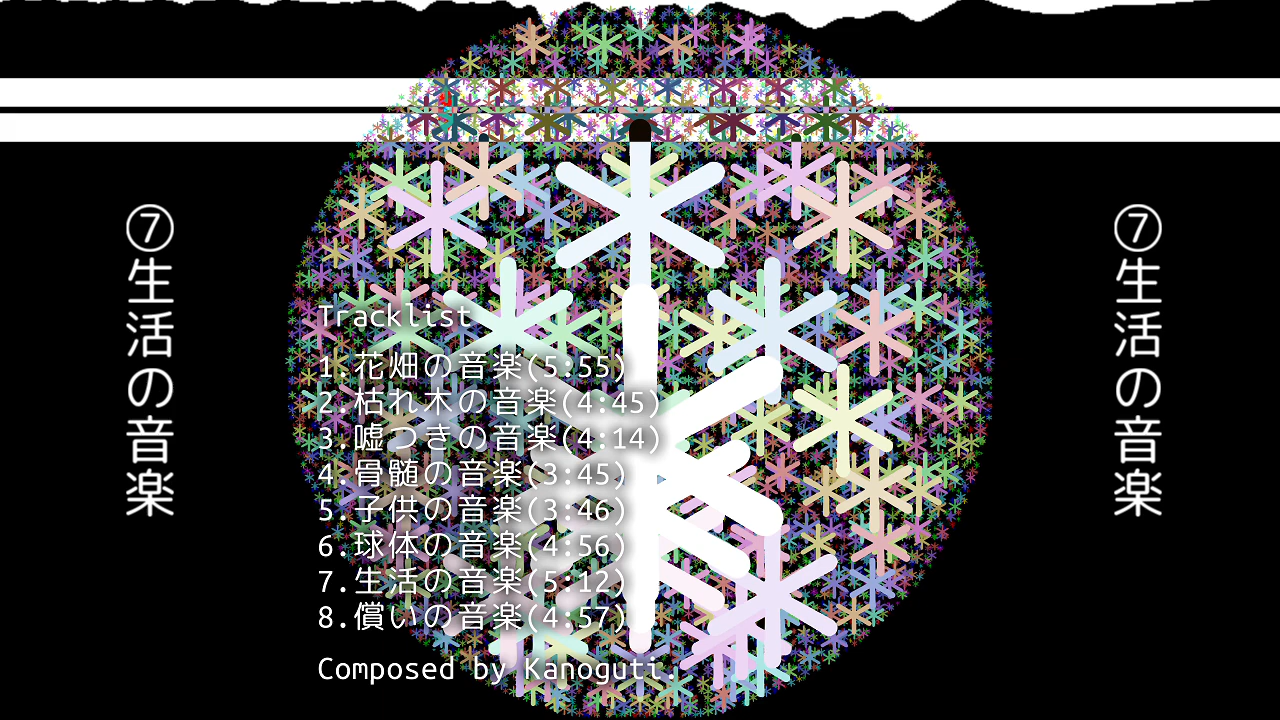 ⑦生活の音楽
Tracklist
1.花畑の音楽(5:55)
2.枯れ木の音楽(4:45)
3.嘘つきの音楽(4:14)
4.骨髄の音楽(3:45)
5.子供の音楽(3:46)
6.球体の音楽(4:56)
7.生活の音楽(5:12)
8.償いの音楽(4:57)
Composed by Kanoguti.
⑦生活の音楽